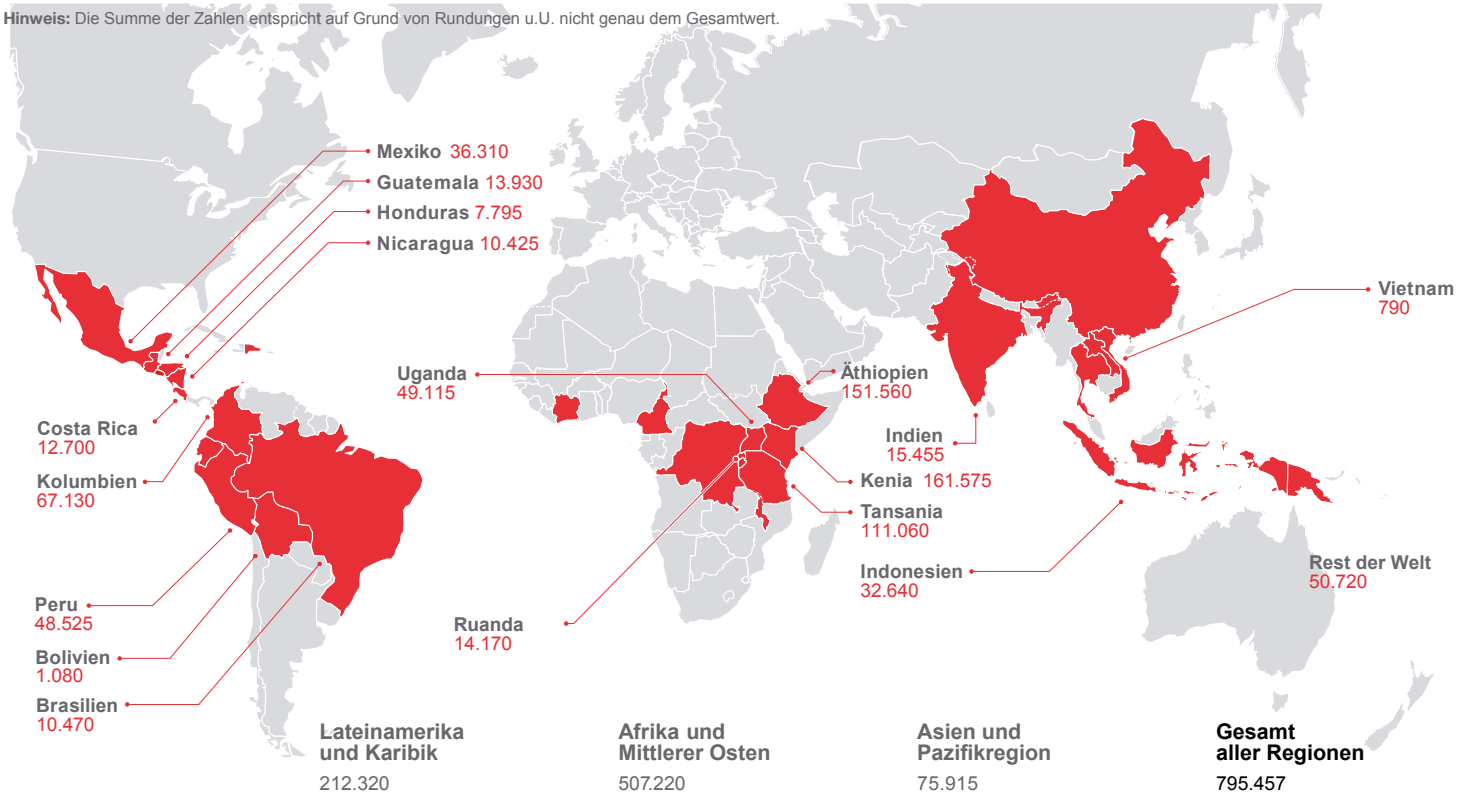 Hinweis: Die Summe der Zahlen entspricht auf Grund von Rundungen u.U. nicht genau dem Gesamtwert.
Mexiko 36.310
Guatemala 13.930
Honduras 7.795
Nicaragua 10.425
Costa Rica
12.700
Kolumbien
67.130
Peru
48.525
Bolivien
1.080
Brasilien
10.470
Uganda
49.115
Ruanda
14.170
Äthiopien
151.560
Kenia 161.575
Tansania
111.060
Indien
15.455
Indonesien
32.640
Vietnam
790
Rest der Welt
50.720
Lateinamerika
und Karibik
212.320
Afrika und
Mittlerer Osten
507.220
Asien und
Pazifikregion
75.915
Gesamt
aller Regionen
795.457